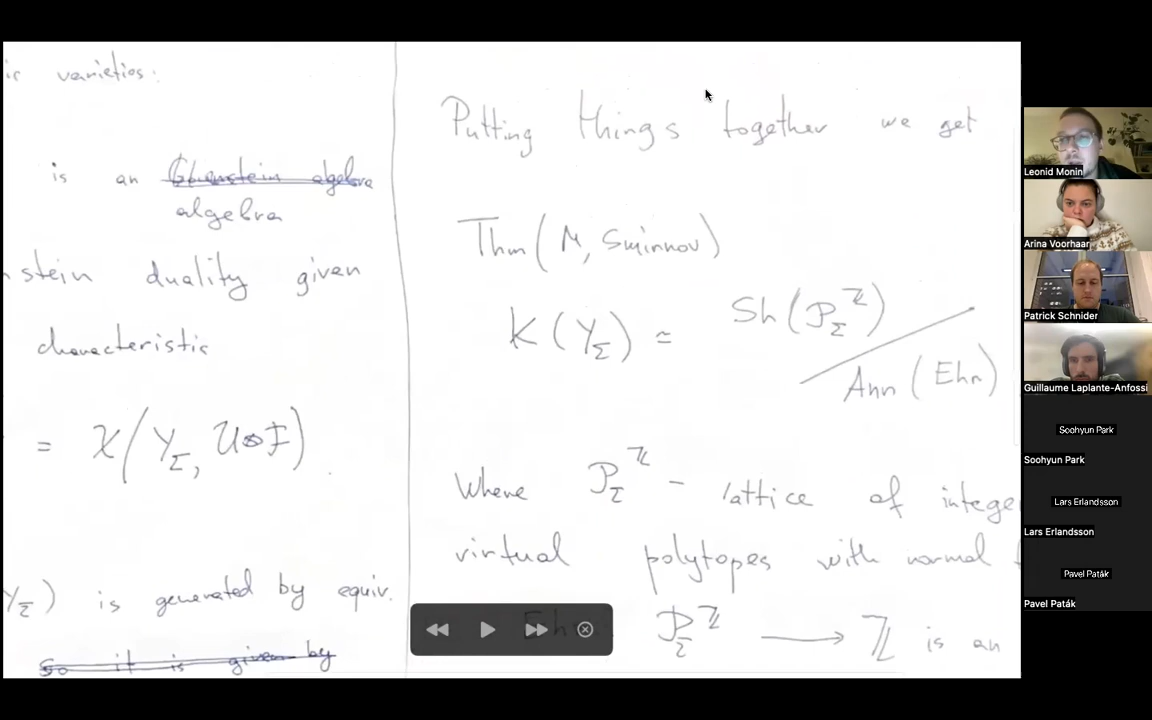 ic varieties:
is an Gorenstein algebra
algebra
nstein duality given
characteristic
= χ(Y_Σ, U⊗F)
Y_Σ) is generated by equiv.
So it is given by
Putting things together we get
Thm (M, Smirnov)
K(Y_Σ) = Sh(P_Σ^ℤ) / Ann(Ehr)
Where P_Σ^ℤ - lattice of intege
virtual polytopes with normal
P_Σ^ℤ → ℤ is an
Leonid Monin
Arina Voorhaar
Patrick Schnider
Guillaume Laplante-Anfossi
Soohyun Park
Soohyun Park
Lars Erlandsson
Lars Erlandsson
Pavel Paták
Pavel Paták